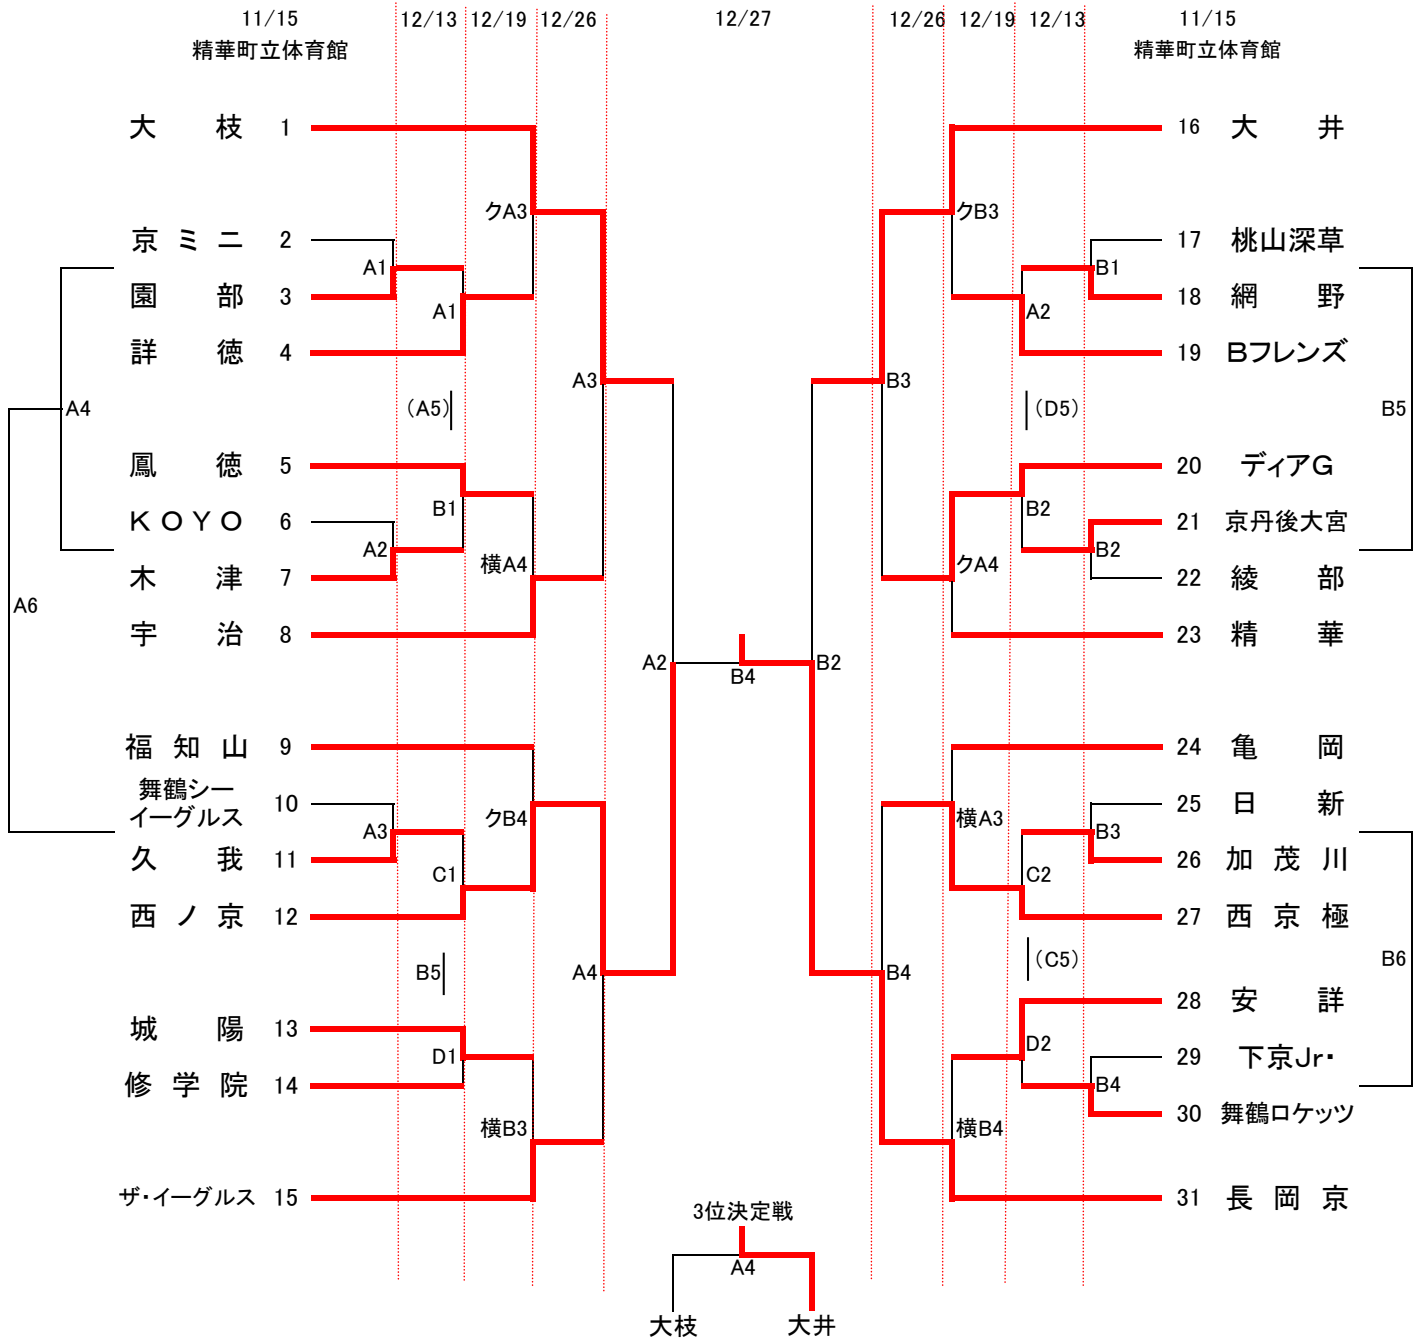 11/15 12/13 12/19 12/26 12/27 12/26 12/19 12/13 11/15
精華町立体育館 精華町立体育館
大枝 1 16 大井
クA3 クB3
京ミニ 2 17 桃山深草
A1 B1
園部 3 18 網野
A1 A2
詳徳 4 19 Bフレンズ
A3 B3
A4 (A5) (D5) B5
鳳徳 5 20 ディアG
B1 B2
KOYO 6 21 京丹後大宮
A2 B2
横A4 クA4
木津 7 22 綾部
A6
宇治 8 23 精華
A2 B4 B2
福知山 9 24 亀岡
舞鶴シー
イーグルス 10 25 日新
クB4 横A3
A3 B3
久我 11 26 加茂川
C1 C2
西ノ京 12 27 西京極
B5 (C5) B6
A4 B4
城陽 13 28 安詳
D1 D2
修学院 14 29 下京Jr・
B4
横B3 横B4
30 舞鶴ロケッツ
ザ・イーグルス 15 31 長岡京
3位決定戦
A4
大枝 大井